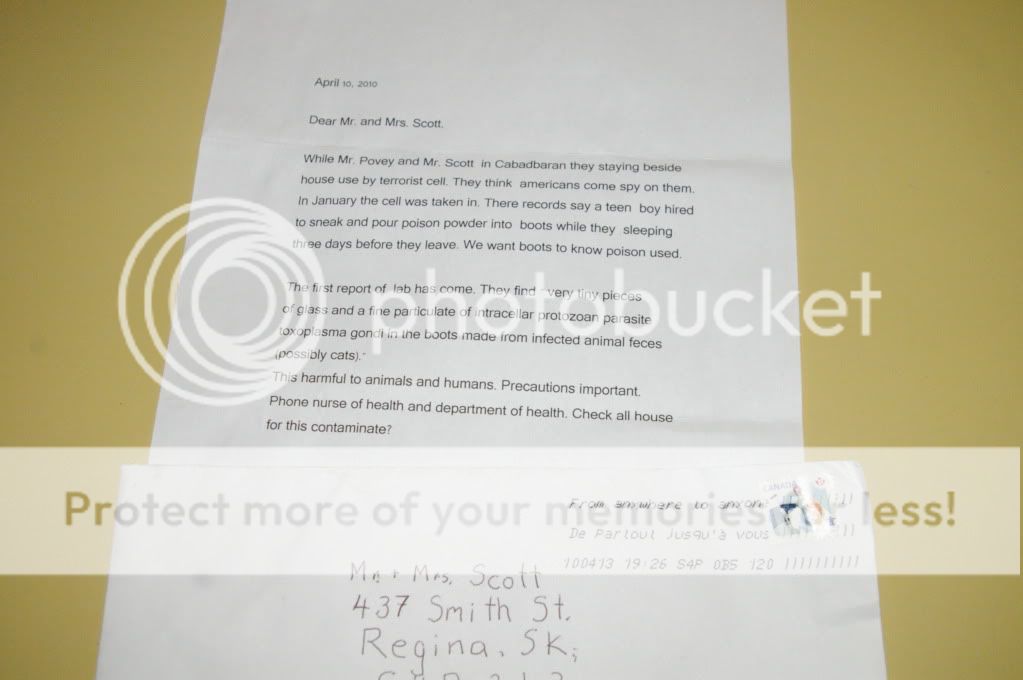 April 10, 2010
Dear Mr. and Mrs. Scott.
While Mr. Povey and Mr. Scott in Cabadbaran they staying beside
house use by terrorist cell. They think americans come spy on them.
In January the cell was taken in. There records say a teen boy hired
to sneak and pour poison powder into boots while they sleeping
three days before they leave. We want boots to know poison used.
The first report of lab has come. They find "very tiny pieces
of glass and a fine particulate of intracellar protozoan parasite
toxoplasma gondi in the boots made from infected animal feces
(possibly cats)."
This harmful to animals and humans. Precautions important.
Phone nurse of health and department of health. Check all house
for this contaminate?
photobucket
Protect more of your memories for less!
CANADA
From anywhere to anyone
De Partout Jusqu'à vous
100413 19:26 S4P 0B5 120
Mr. + Mrs. Scott
437 Smith St.
Regina, SK;